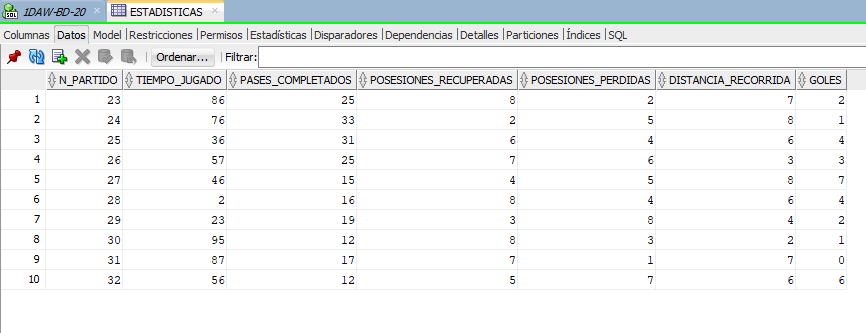 SQL 1DAW-BD-20 × ESTADISTICAS ×
Columnas Datos Model Restricciones Permisos Estadísticas Disparadores Dependencias Detalles Particiones Índices SQL
Ordenar... Filtrar:
N_PARTIDO TIEMPO_JUGADO PASES_COMPLETADOS POSESIONES_RECUPERADAS POSESIONES_PERDIDAS DISTANCIA_RECORRIDA GOLES
1 23 86 25 8 2 7 2
2 24 76 33 2 5 8 1
3 25 36 31 6 4 6 4
4 26 57 25 7 6 3 3
5 27 46 15 4 5 8 7
6 28 2 16 8 4 6 4
7 29 23 19 3 8 4 2
8 30 95 12 8 3 2 1
9 31 87 17 7 1 7 0
10 32 56 12 5 7 6 6